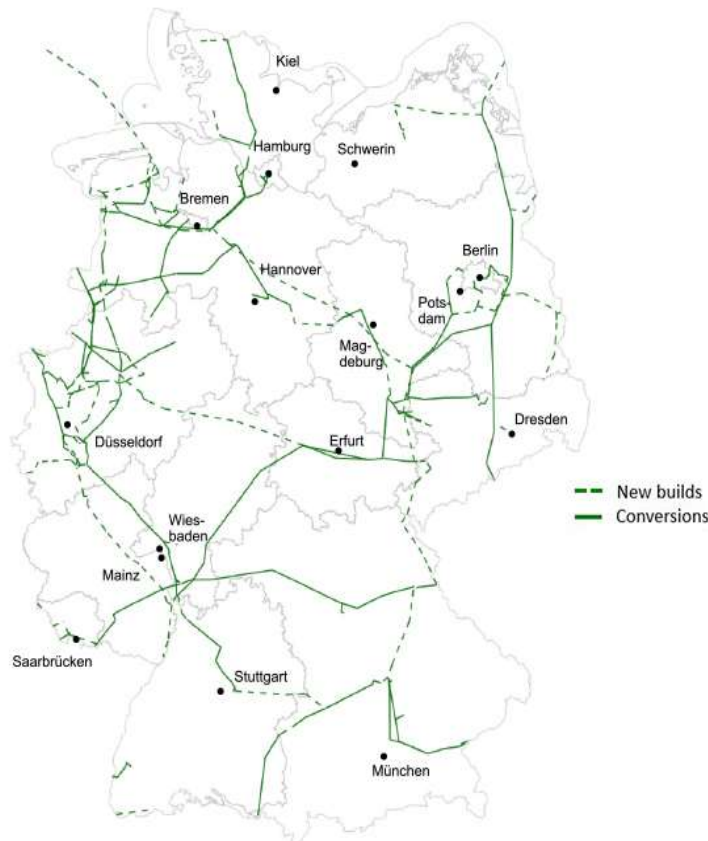 Kiel
Hamburg
Schwerin
Bremen
Berlin
Hannover
Pots-
dam
Mag-
deburg
Dresden
Düsseldorf
Erfurt
New builds
Conversions
Wies-
baden
Mainz
Saarbrücken
Stuttgart
München